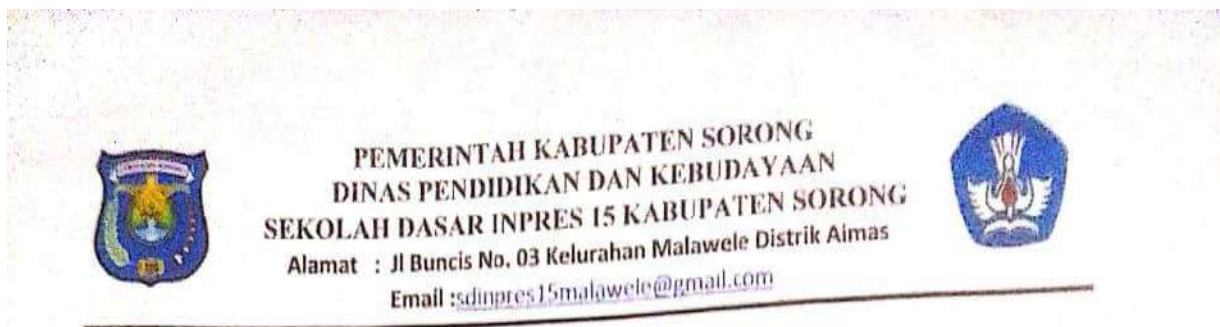 PEMERINTAH KABUPATEN SORONG
DINAS PENDIDIKAN DAN KEBUDAYAAN
SEKOLAH DASAR INPRES 15 KABUPATEN SORONG
Alamat : Jl Buncis No. 03 Kelurahan Malawele Distrik Aimas
Email :sdinpres15malawele@gmail.com